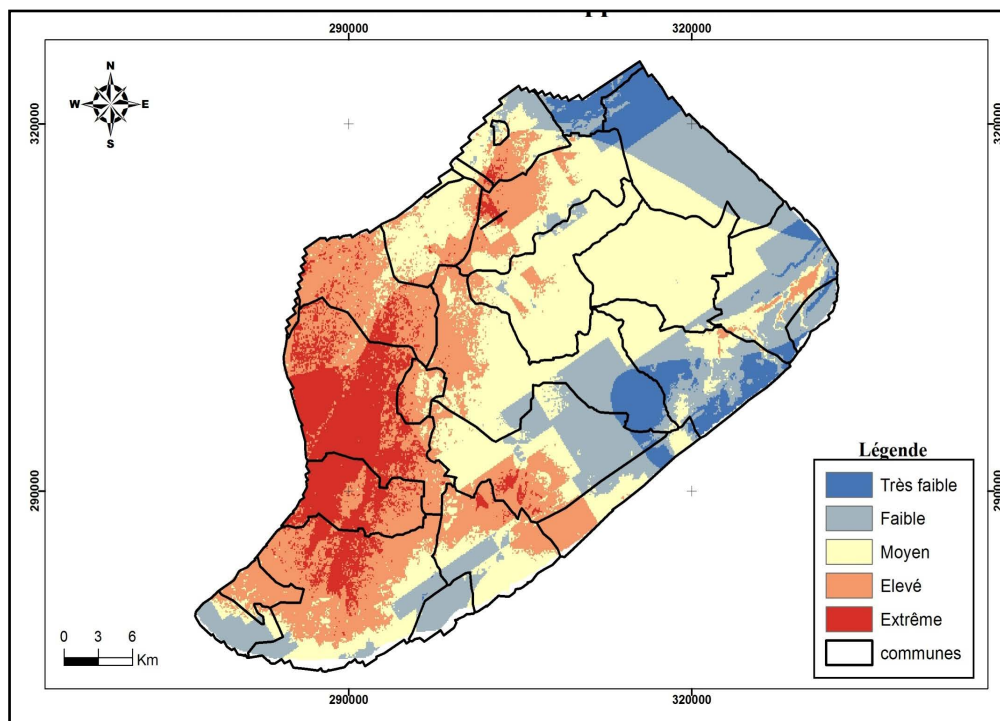 290000 320000
N
W E
S
320000 320000
290000 290000
Légende
Très faible
Faible
Moyen
Elevé
Extrême
communes
0 3 6
Km
290000 320000